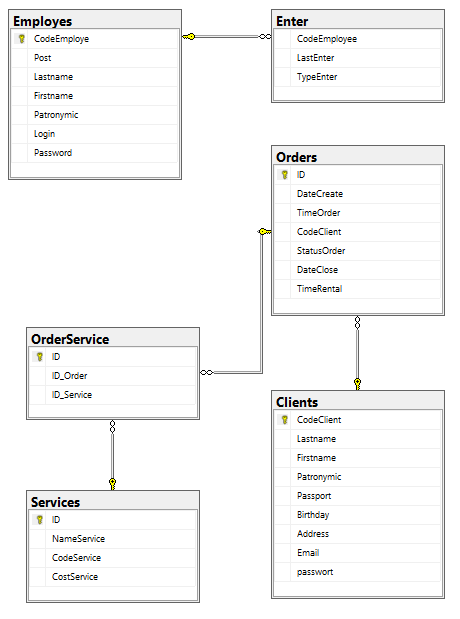 Employes
CodeEmploye
Post
Lastname
Firstname
Patronymic
Login
Password
Enter
CodeEmployee
LastEnter
TypeEnter
Orders
ID
DateCreate
TimeOrder
CodeClient
StatusOrder
DateClose
TimeRental
OrderService
ID
ID_Order
ID_Service
Clients
CodeClient
Lastname
Firstname
Patronymic
Passport
Birthday
Address
Email
passwort
Services
ID
NameService
CodeService
CostService